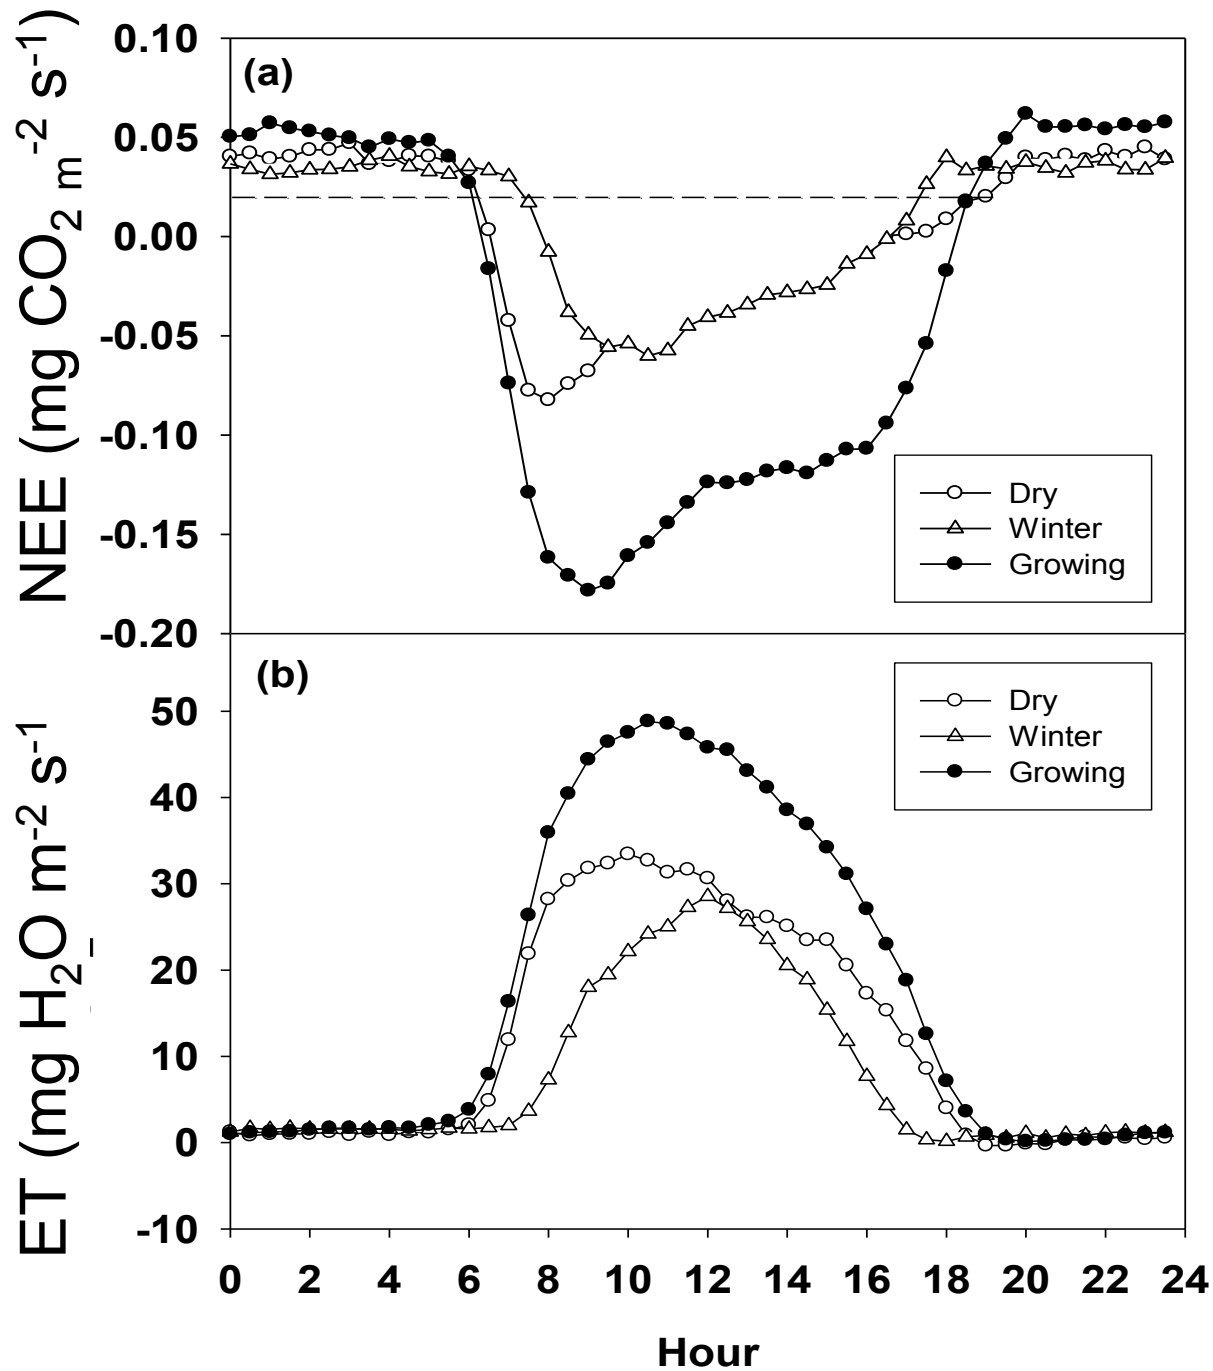 NEE (mg CO2 m-2 s-1)
0.10
0.05
0.00
-0.05
-0.10
-0.15
-0.20
(a)
Dry
Winter
Growing
ET (mg H2O m-2 s-1
50
40
30
20
10
0
-10
(b)
Dry
Winter
Growing
0 2 4 6 8 10 12 14 16 18 20 22 24
Hour